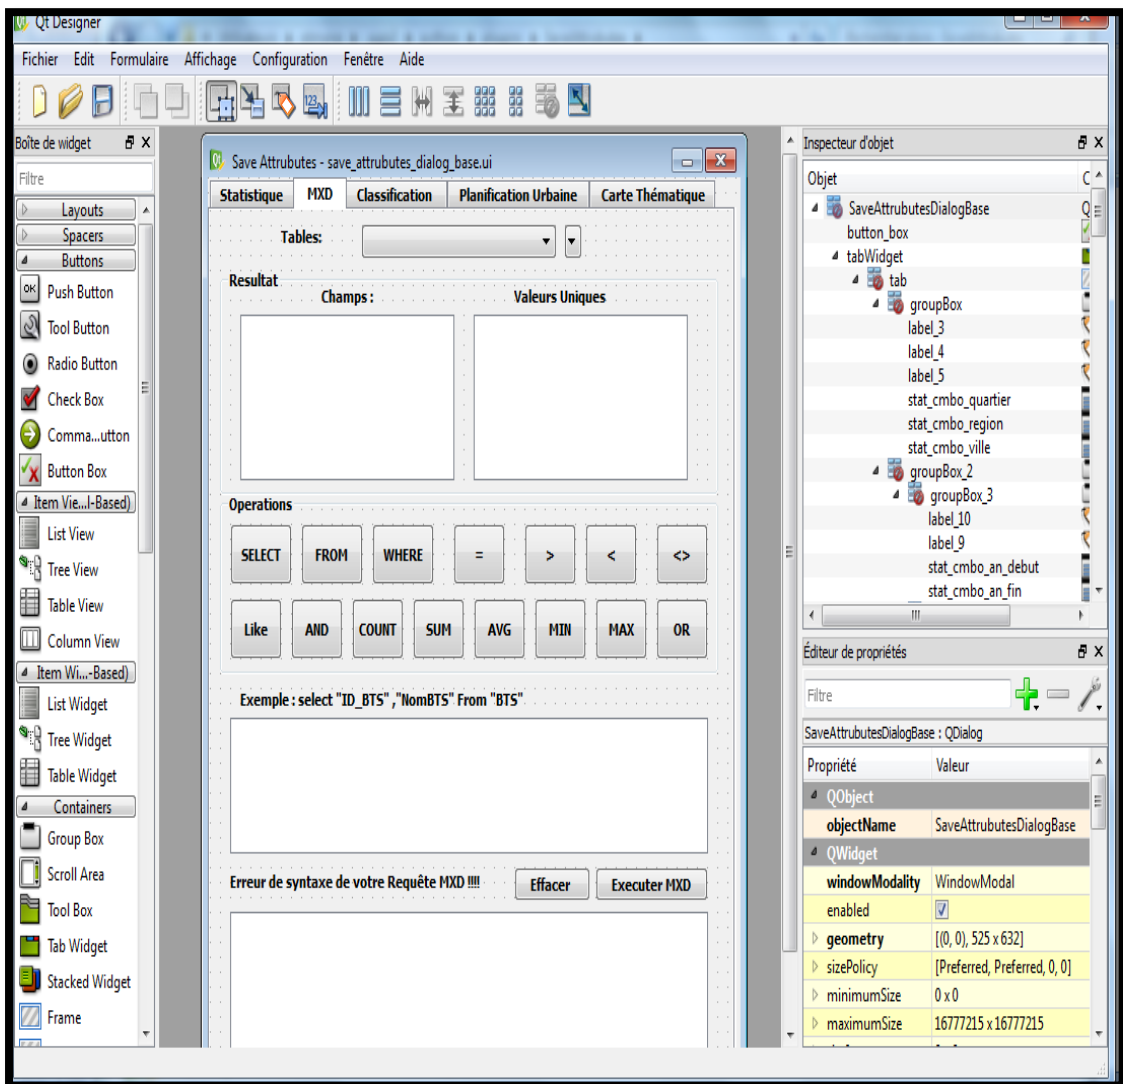 Qt Designer
Fichier Edit Formulaire Affichage Configuration Fenêtre Aide
123
Boîte de widget
Filtre
Layouts
Spacers
Buttons
OK Push Button
Tool Button
Radio Button
Check Box
Comma...utton
Button Box
Item Vie...l-Based)
List View
Tree View
Table View
Column View
Item Wi...-Based)
List Widget
Tree Widget
Table Widget
Containers
Group Box
Scroll Area
Tool Box
Tab Widget
Stacked Widget
Frame
Save Attrubutes - save_attrubutes_dialog_base.ui
Statistique MXD Classification Planification Urbaine Carte Thématique
Tables:
Resultat
Champs : Valeurs Uniques
Operations
SELECT FROM WHERE = > < <>
Like AND COUNT SUM AVG MIN MAX OR
Exemple : select "ID_BTS" ,"NomBTS" From "BTS"
Erreur de syntaxe de votre Requête MXD !!!! Effacer Executer MXD
Inspecteur d'objet
Objet C
SaveAttrubutesDialogBase Q
button_box
tabWidget
tab
groupBox
label_3
label_4
label_5
stat_cmbo_quartier
stat_cmbo_region
stat_cmbo_ville
groupBox_2
groupBox_3
label_10
label_9
stat_cmbo_an_debut
stat_cmbo_an_fin
Éditeur de propriétés
Filtre
SaveAttrubutesDialogBase : QDialog
Propriété Valeur
QObject
objectName SaveAttrubutesDialogBase
QWidget
windowModality WindowModal
enabled
geometry [(0, 0), 525 x 632]
sizePolicy [Preferred, Preferred, 0, 0]
minimumSize 0 x 0
maximumSize 16777215 x 16777215